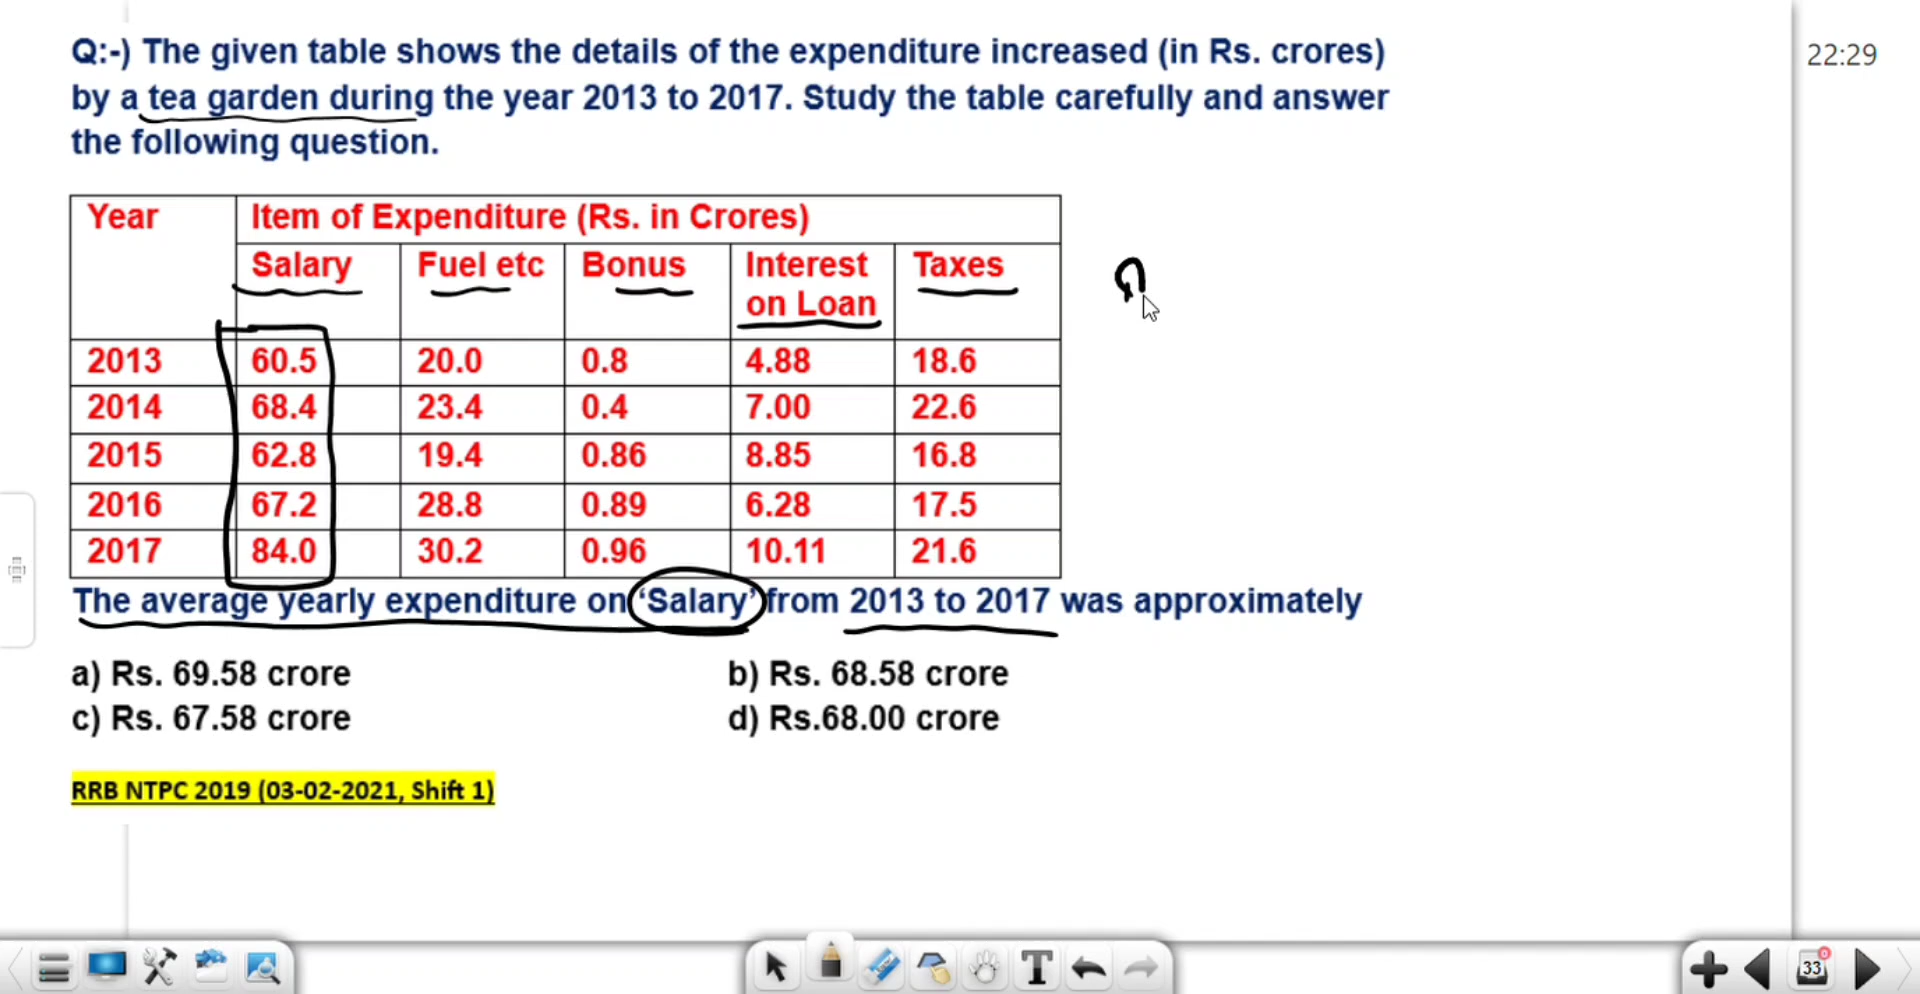 Q:-) The given table shows the details of the expenditure increased (in Rs. crores)
by a tea garden during the year 2013 to 2017. Study the table carefully and answer
the following question.
22:29
Year Item of Expenditure (Rs. in Crores)
Salary Fuel etc Bonus Interest on Loan Taxes
2013 60.5 20.0 0.8 4.88 18.6
2014 68.4 23.4 0.4 7.00 22.6
2015 62.8 19.4 0.86 8.85 16.8
2016 67.2 28.8 0.89 6.28 17.5
2017 84.0 30.2 0.96 10.11 21.6
The average yearly expenditure on ‘Salary’ from 2013 to 2017 was approximately
a) Rs. 69.58 crore b) Rs. 68.58 crore
c) Rs. 67.58 crore d) Rs.68.00 crore
RRB NTPC 2019 (03-02-2021, Shift 1)
T 33 0